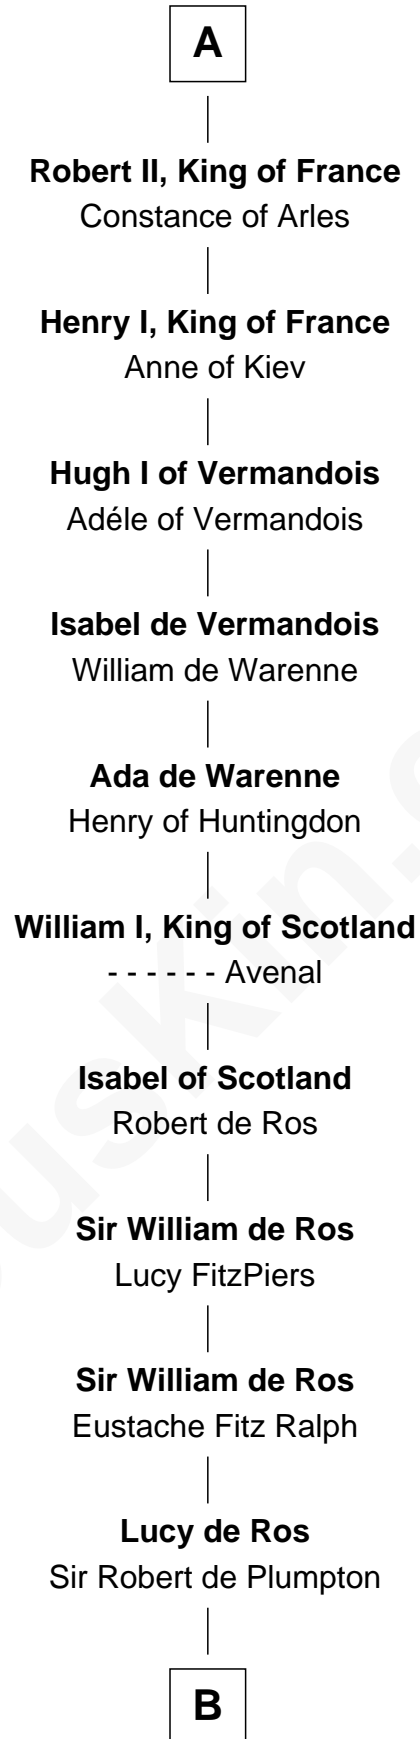 A
Robert II, King of France
Constance of Arles
Henry I, King of France
Anne of Kiev
Hugh I of Vermandois
Adéle of Vermandois
Isabel de Vermandois
William de Warenne
Ada de Warenne
Henry of Huntingdon
William I, King of Scotland
- - - - - - Avenal
Isabel of Scotland
Robert de Ros
Sir William de Ros
Lucy FitzPiers
Sir William de Ros
Eustache Fitz Ralph
Lucy de Ros
Sir Robert de Plumpton
B